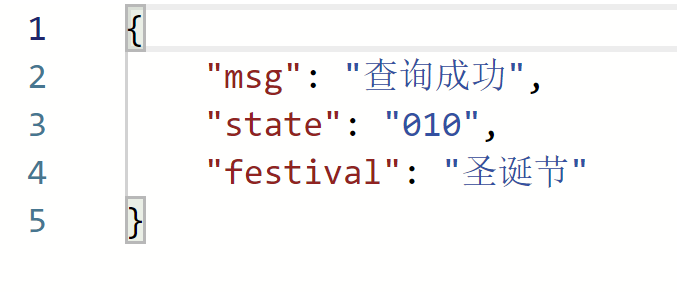 1 {
2 "msg": "查询成功",
3 "state": "010",
4 "festival": "圣诞节"
5 }